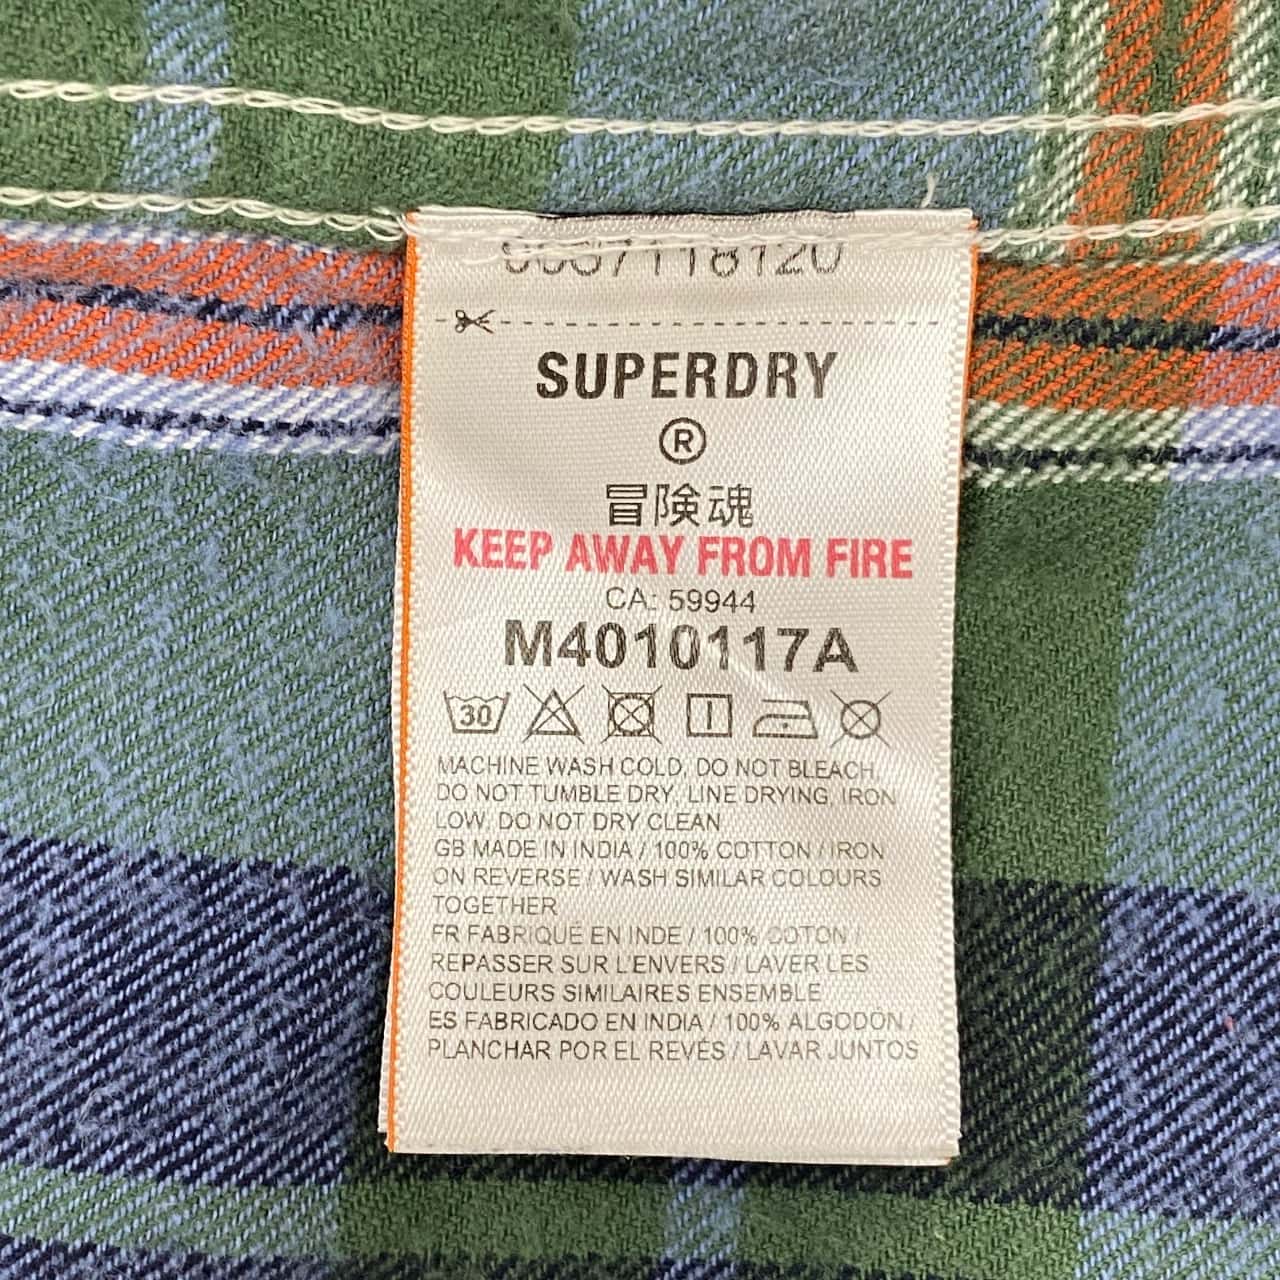 SUPERDRY
®
冒険魂
KEEP AWAY FROM FIRE
CA: 59944
M4010117A
30
MACHINE WASH COLD, DO NOT BLEACH,
DO NOT TUMBLE DRY, LINE DRYING, IRON
LOW, DO NOT DRY CLEAN
GB MADE IN INDIA / 100% COTTON / IRON
ON REVERSE / WASH SIMILAR COLOURS
TOGETHER
FR FABRIQUÉ EN INDE / 100% COTON /
REPASSER SUR L'ENVERS / LAVER LES
COULEURS SIMILAIRES ENSEMBLE
ES FABRICADO EN INDIA / 100% ALGODÓN /
PLANCHAR POR EL REVÉS / LAVAR JUNTOS